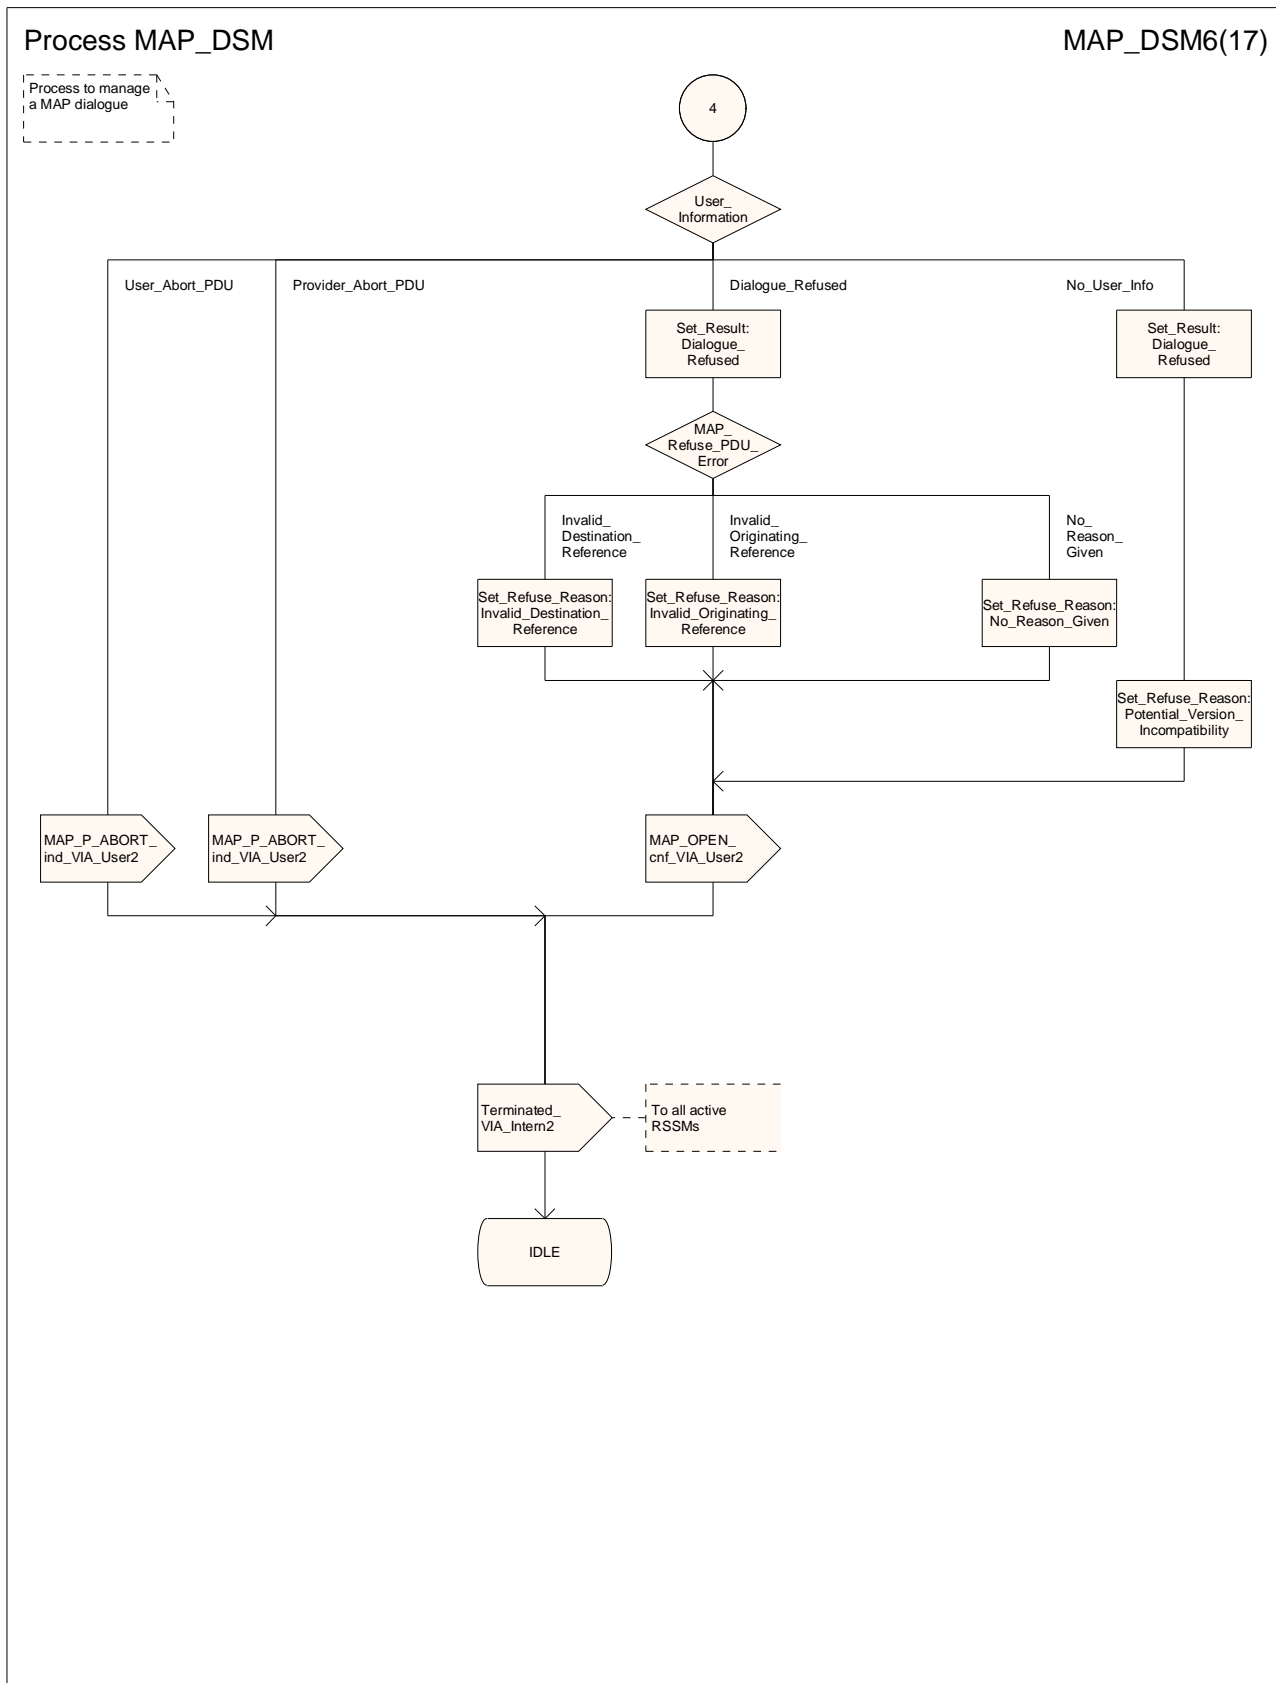 Process MAP_DSM
MAP_DSM6(17)
Process to manage
a MAP dialogue
4
User_
Information
User_Abort_PDU
Provider_Abort_PDU
Dialogue_Refused
No_User_Info
Set_Result:
Dialogue_
Refused
Set_Result:
Dialogue_
Refused
MAP_
Refuse_PDU_
Error
Invalid_
Destination_
Reference
Invalid_
Originating_
Reference
No_
Reason_
Given
Set_Refuse_Reason:
Invalid_Destination_
Reference
Set_Refuse_Reason:
Invalid_Originating_
Reference
Set_Refuse_Reason:
No_Reason_Given
Set_Refuse_Reason:
Potential_Version_
Incompatibility
MAP_P_ABORT_
ind_VIA_User2
MAP_P_ABORT_
ind_VIA_User2
MAP_OPEN_
cnf_VIA_User2
Terminated_
VIA_Intern2
To all active
RSSMs
IDLE